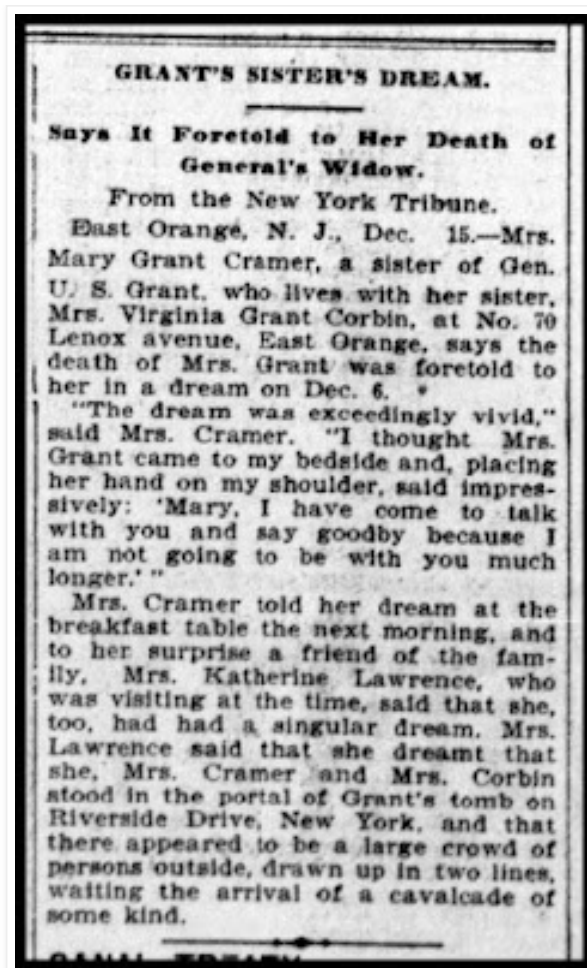 GRANT'S SISTER'S DREAM.
Says It Foretold to Her Death of
General's Widow.
From the New York Tribune.
East Orange, N. J., Dec. 15.—Mrs.
Mary Grant Cramer, a sister of Gen.
U. S. Grant, who lives with her sister,
Mrs. Virginia Grant Corbin, at No. 70
Lenox avenue, East Orange, says the
death of Mrs. Grant was foretold to
her in a dream on Dec. 6.
"The dream was exceedingly vivid,"
said Mrs. Cramer. "I thought Mrs.
Grant came to my bedside and, placing
her hand on my shoulder, said impres-
sively: 'Mary, I have come to talk
with you and say goodby because I
am not going to be with you much
longer.' "
Mrs. Cramer told her dream at the
breakfast table the next morning, and
to her surprise a friend of the fam-
ily, Mrs. Katherine Lawrence, who
was visiting at the time, said that she,
too, had had a singular dream. Mrs.
Lawrence said that she dreamt that
she, Mrs. Cramer and Mrs. Corbin
stood in the portal of Grant's tomb on
Riverside Drive, New York, and that
there appeared to be a large crowd of
persons outside, drawn up in two lines,
waiting the arrival of a cavalcade of
some kind.
CANAL TREATY